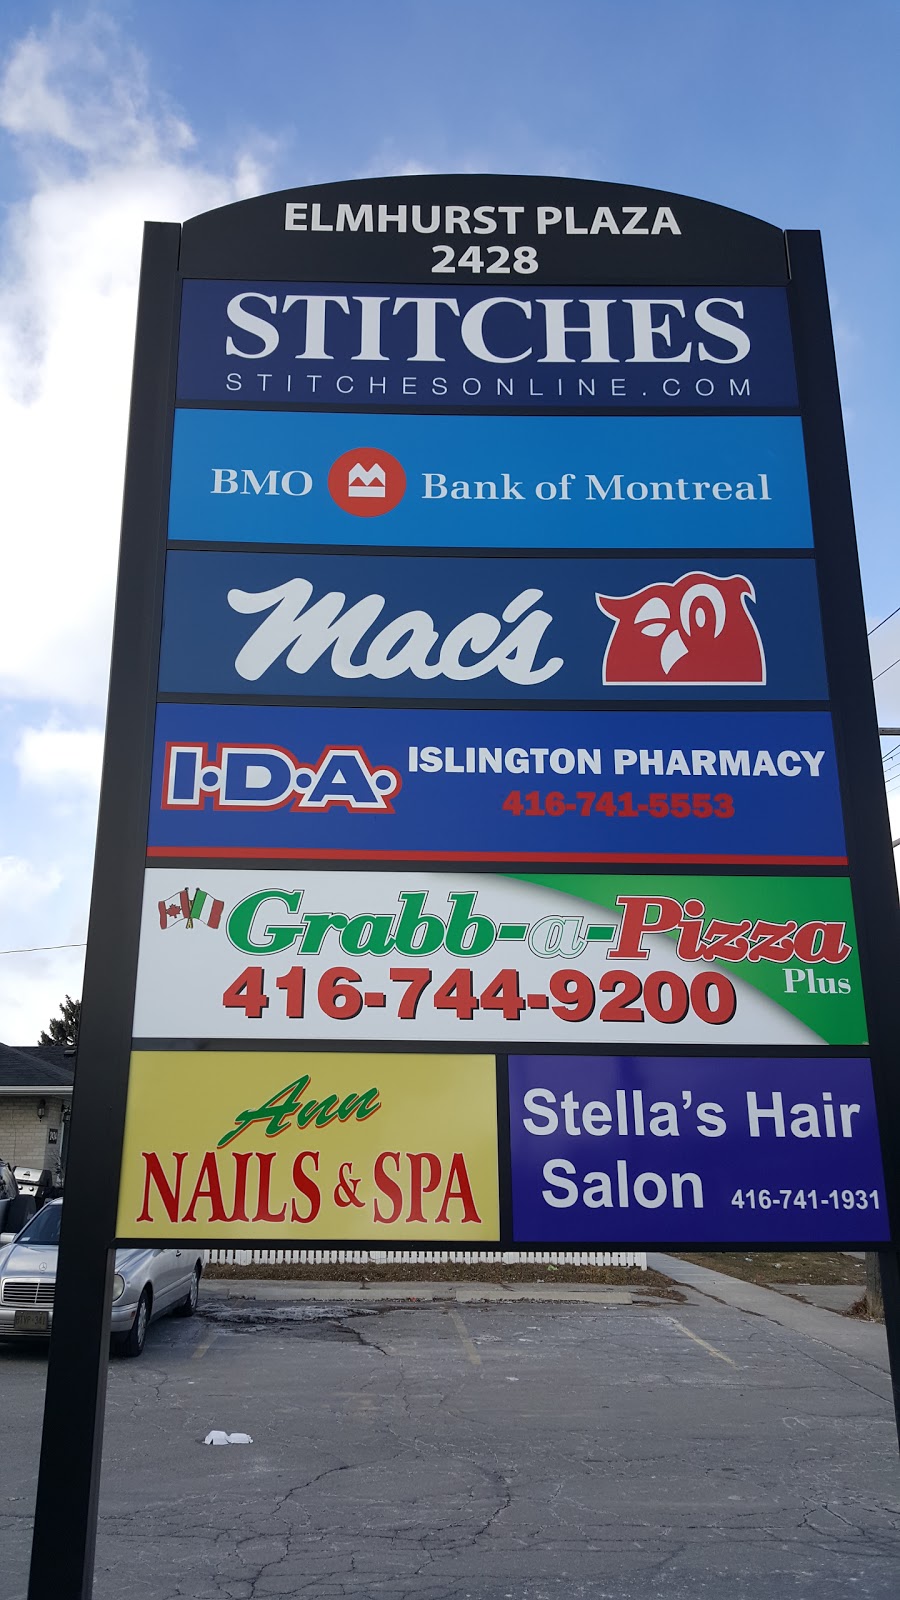 ELMHURST PLAZA
2428
STITCHES
STITCHESONLINE.COM
BMO Bank of Montreal
Mac's
I·D·A· ISLINGTON PHARMACY
416-741-5553
Grabb-a-Pizza
Plus
416-744-9200
Ann
NAILS & SPA
Stella's Hair
Salon 416-741-1931